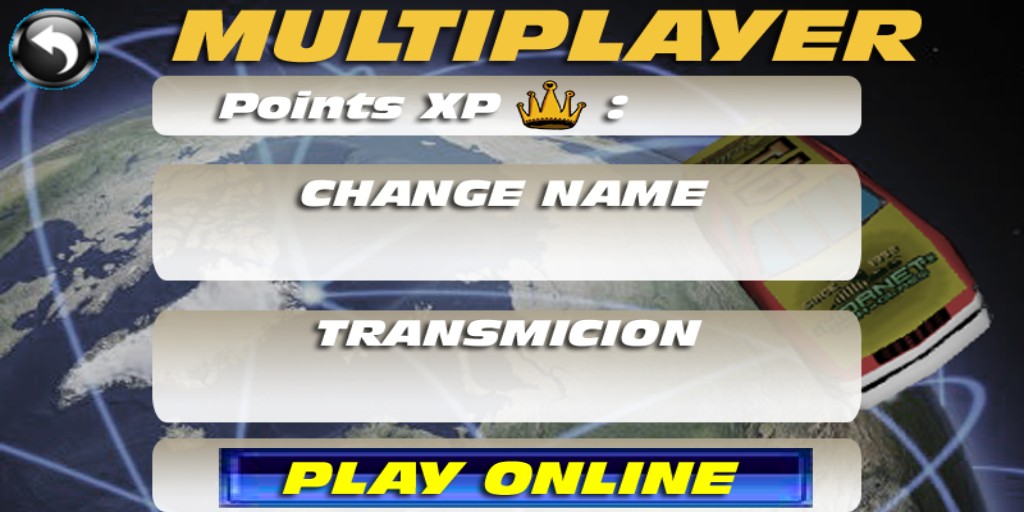 MULTIPLAYER
Points XP :
CHANGE NAME
TRANSMICION
PLAY ONLINE